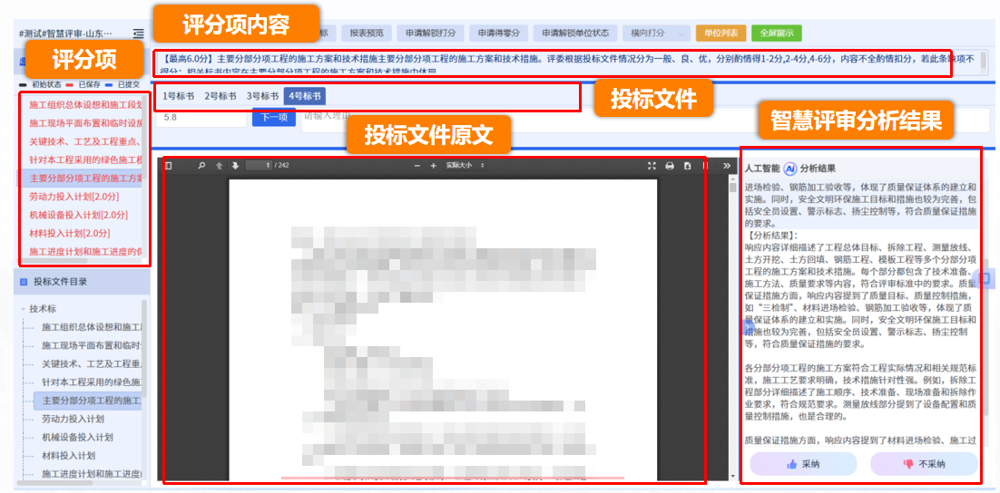 #测试#智慧评审-山东…
评分项内容
标
报表预览
申请解锁打分
申请得零分
申请解锁单位状态
横向打分
单位列表
全屏展示
评分项
【最高6.0分】主要分部分项工程的施工方案和技术措施主要分部分项工程的施工方案和技术措施。评委根据投标文件情况分为一般、良、优，分别酌情得1-2分,2-4分,4-6分，内容不全酌情扣分，若此条缺项不
得分；相关标书内容在主要分部分项工程的施工方案和技术措施中体现
初始状态 已保存 已提交
施工组织总体设想和施工段划
施工现场平面布置和临时设施
关键技术、工艺及工程重点、
针对本工程采用的绿色施工
主要分部分项工程的施工方案
劳动力投入计划[2.0分]
机械设备投入计划[2.0分]
材料投入计划[2.0分]
施工进度计划和施工进度的保
1号标书 2号标书 3号标书 4号标书
投标文件
5.8
下一项
请输入理由
投标文件原文
智慧评审分析结果
1 / 242
实际大小
人工智能 Ai 分析结果
进场检验、钢筋加工验收等，体现了质量保证体系的建立和
实施。同时，安全文明环保施工目标和措施也较为完善，包
括安全员设置、警示标志、扬尘控制等，符合质量保证措施
的要求。
【分析结果】：
响应内容详细描述了工程总体目标、拆除工程、测量放线、
土方开挖、土方回填、钢筋工程、模板工程等多个分部分项
工程的施工方案和技术措施。每个部分都包含了技术准备、
施工方法、质量要求等内容，符合评审标准中的要求。质量
保证措施方面，响应内容提到了质量目标、质量控制措施，
如“三检制”、材料进场检验、钢筋加工验收等，体现了质
量保证体系的建立和实施。同时，安全文明环保施工目标和
措施也较为完善，包括安全员设置、警示标志、扬尘控制
等，符合质量保证措施的要求。
各分部分项工程的施工方案符合工程实际情况和相关规范标
准，施工工艺要求明确，技术措施针对性强。例如，拆除工
程部分详细描述了施工顺序、技术准备、现场准备和拆除作
业要求，符合规范要求。测量放线部分提到了设备配置和质
量控制措施，也是合理的。
质量保证措施方面，响应内容提到了材料进场检验、施工过
采纳
不采纳
投标文件目录
技术标
施工组织总体设想和施工
施工现场平面布置和临时
关键技术、工艺及工程重
针对本工程采用的绿色施
主要分部分项工程的施工
劳动力投入计划
机械设备投入计划
材料投入计划
施工进度计划和施工进度